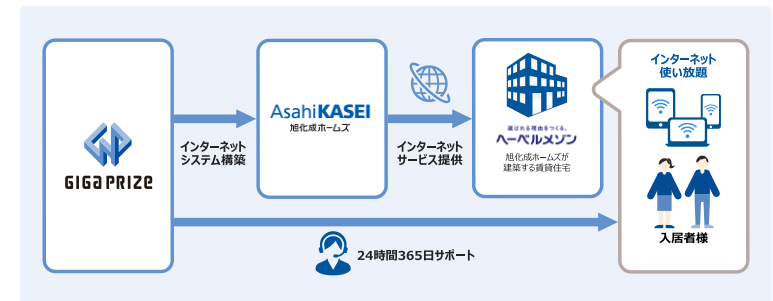 GIGA PRIZE
インターネット
システム構築
AsahiKASEI
旭化成ホームズ
インターネット
サービス提供
選ばれる理由をつくる。
ヘーベルメゾン
旭化成ホームズが
建築する賃貸住宅
インターネット
使い放題
入居者様
24時間365日サポート